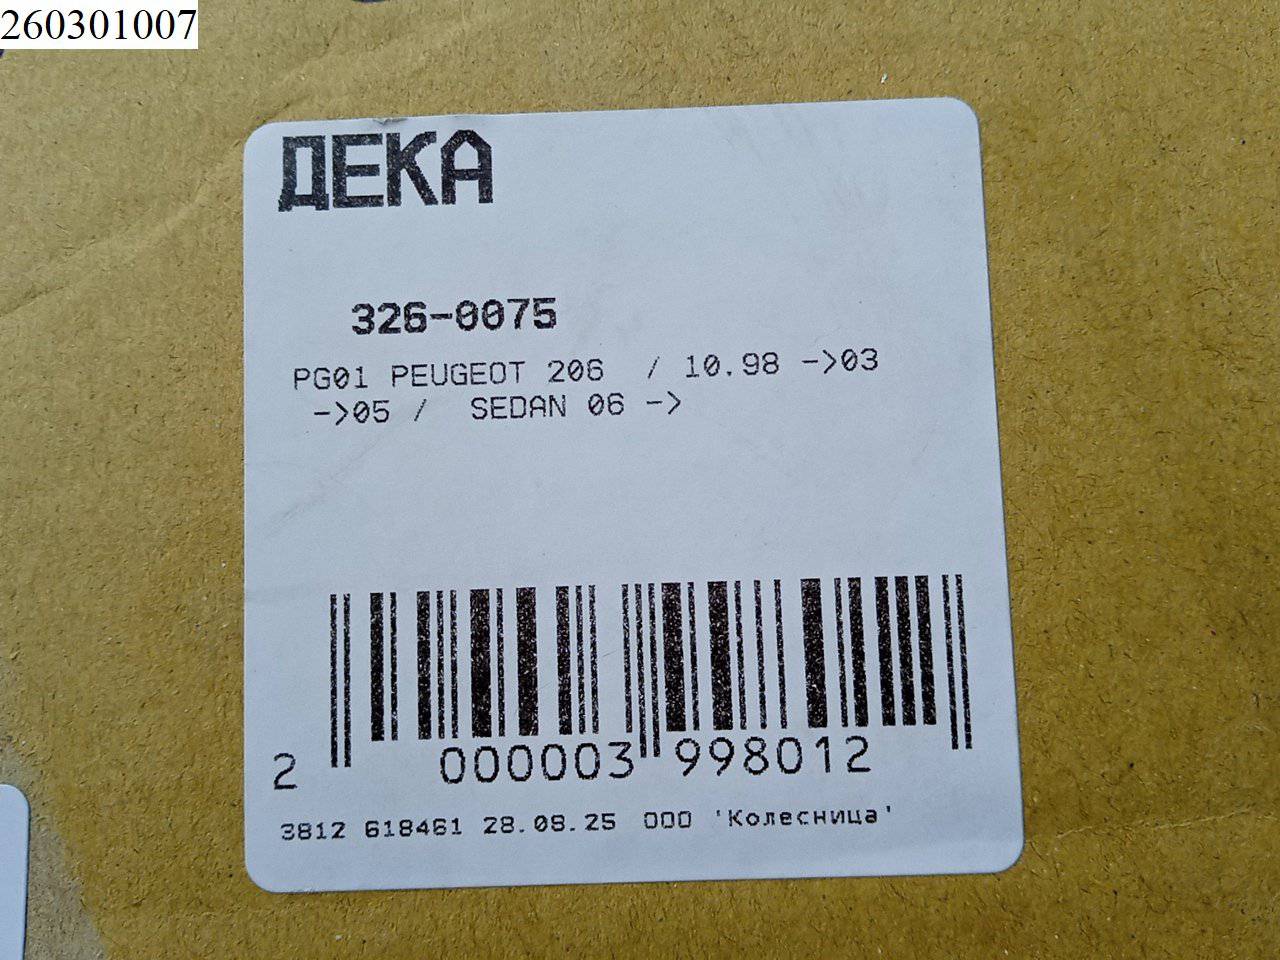 260301007
ДЕКА
326-0075
PG01 PEUGEOT 206 / 10.98 ->03
->05 / SEDAN 06 ->
2 000003 998012
3812 618461 28.08.25 ООО 'Колесница'